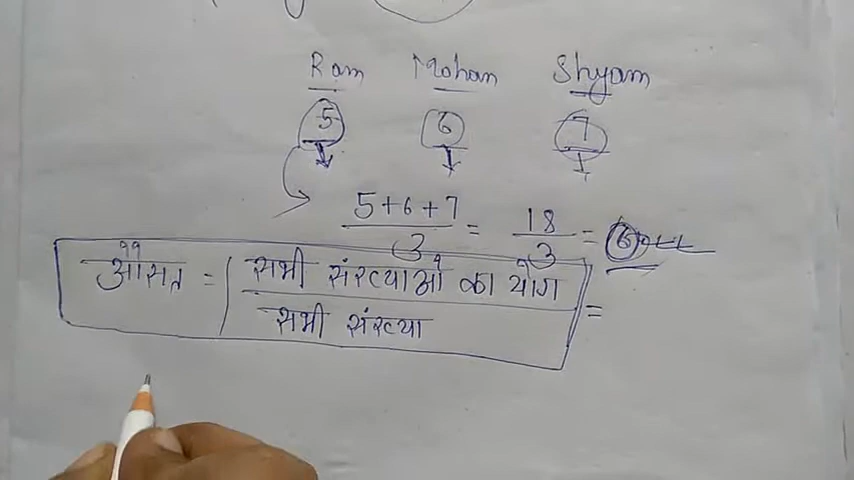 Ram Mohan Shyam
5 6 7
5+6+7 / 3 = 18 / 3 = 6
औसत = सभी संख्याओं का योग / सभी संख्या =